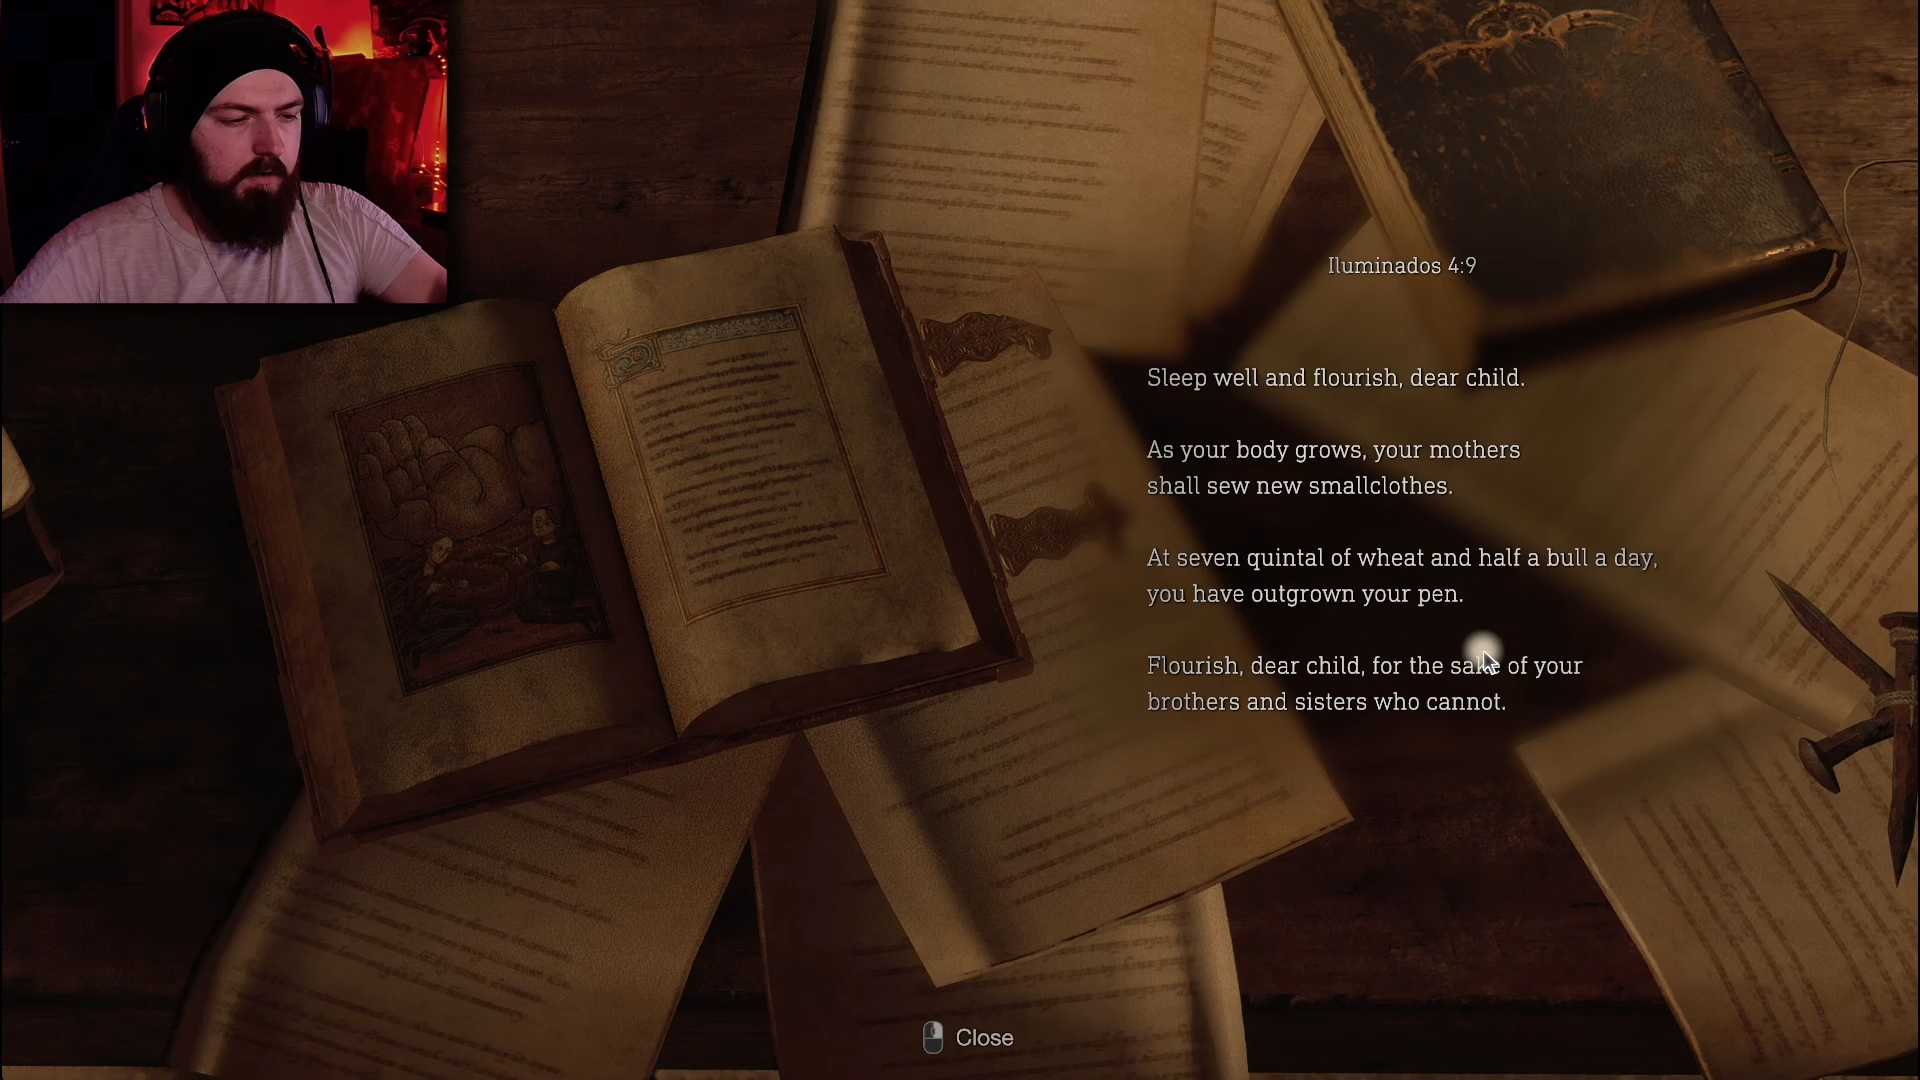 Iluminados 4:9
Sleep well and flourish, dear child.
As your body grows, your mothers
shall sew new smallclothes.
At seven quintal of wheat and half a bull a day,
you have outgrown your pen.
Flourish, dear child, for the sake of your
brothers and sisters who cannot.
Close